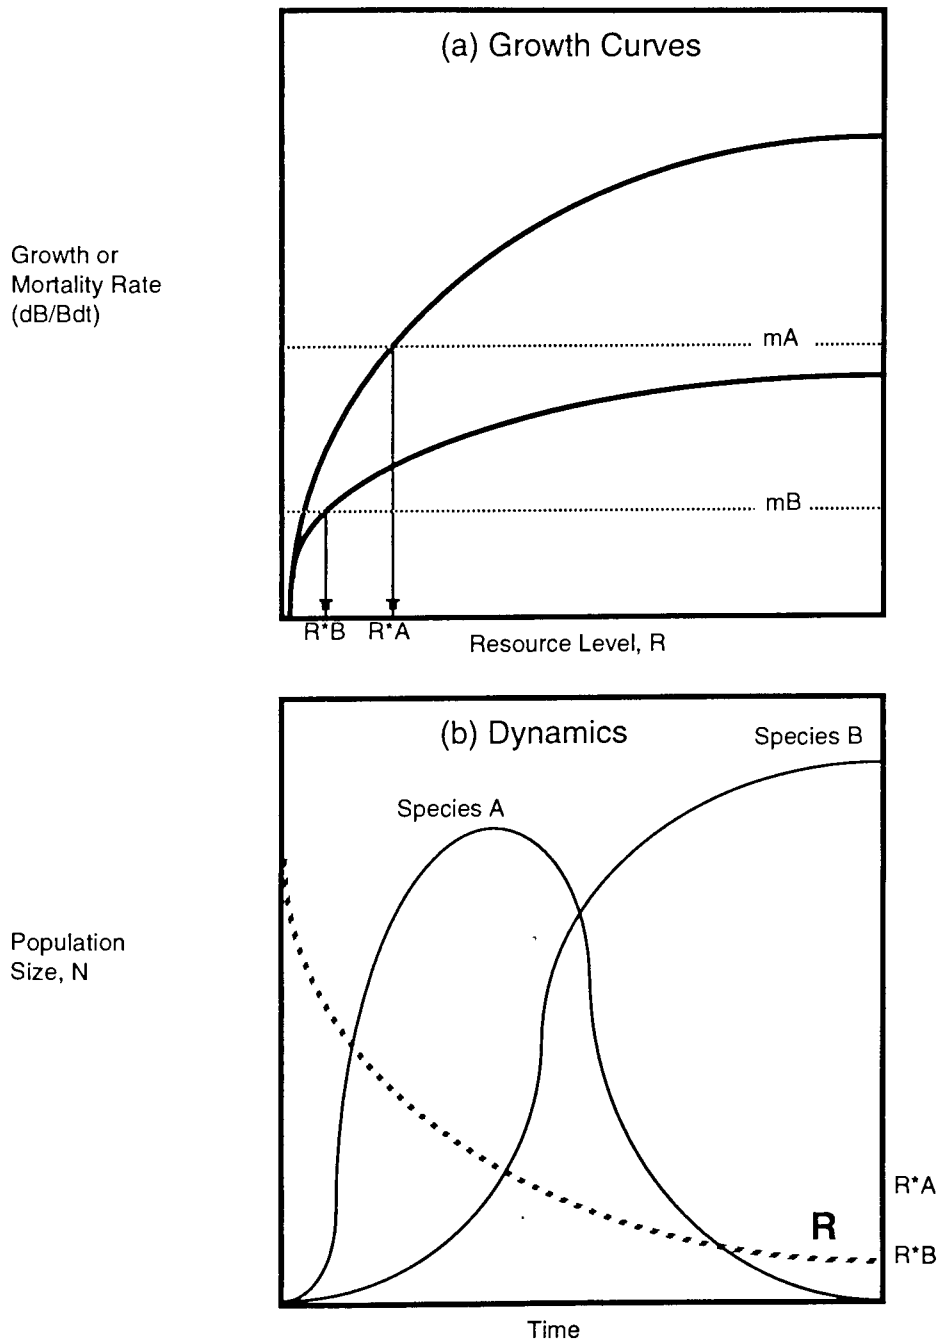 (a) Growth Curves
Growth or
Mortality Rate
(dB/Bdt)
mA
mB
R*B
R*A
Resource Level, R
(b) Dynamics
Species B
Species A
Population
Size, N
R*A
R
R*B
Time